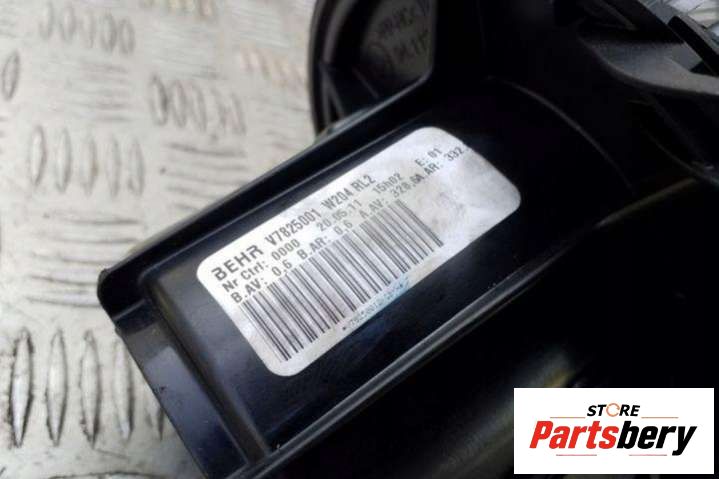 BEHR V7825001 W204 RL2
Nr Ctrl: 0000 20.05.11 15h02 E: 01
B.AV: 0,6 B.AR: 0,6 A.AV: 328,6A.AR: 332,
STORE
Partsbery